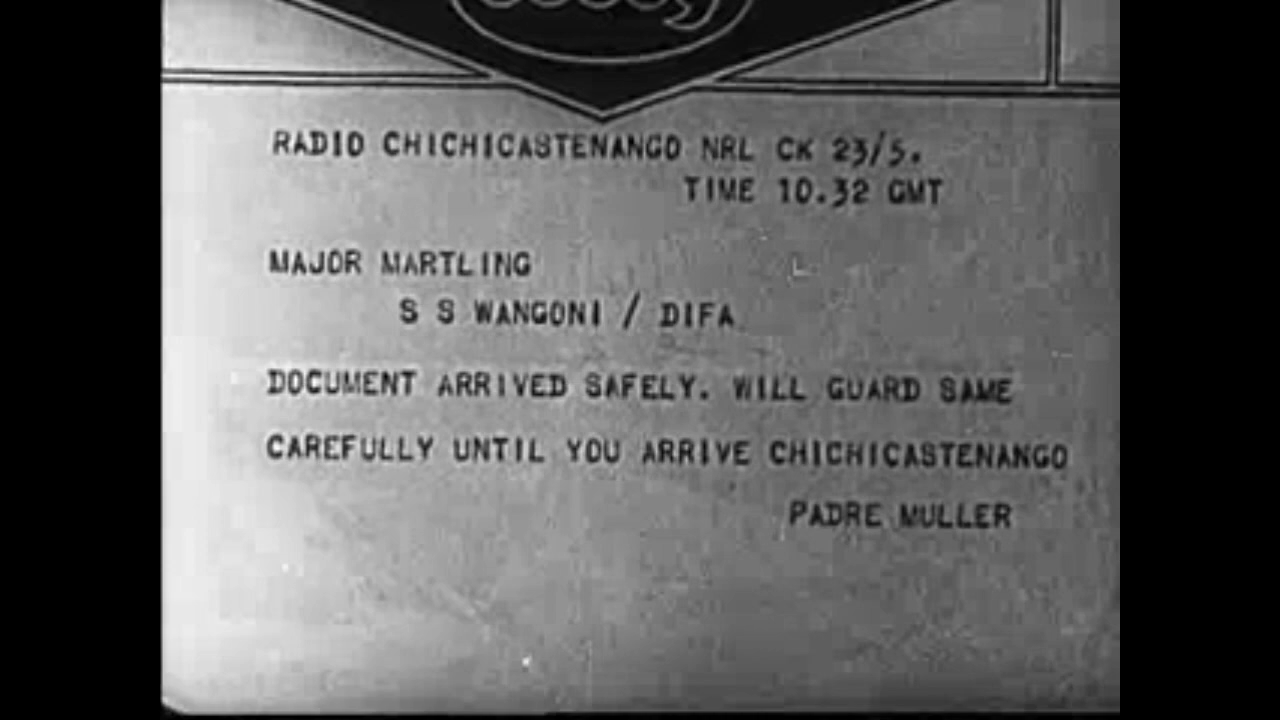 RADIO CHICHICASTENANGO NRL CK 23/5.
TIME 10.32 GMT
MAJOR MARTLING
S S WANGONI / DIFA
DOCUMENT ARRIVED SAFELY. WILL GUARD SAME
CAREFULLY UNTIL YOU ARRIVE CHICHICASTENANGO
PADRE MULLER